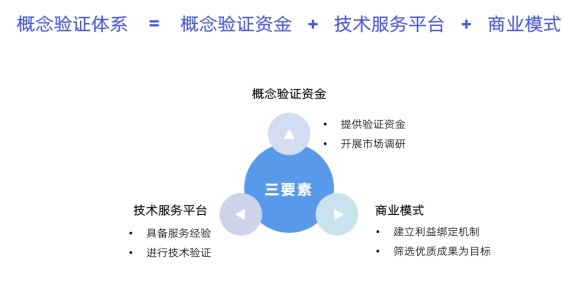 概念验证体系 = 概念验证资金 + 技术服务平台 + 商业模式
概念验证资金
• 提供验证资金
• 开展市场调研
三要素
技术服务平台
• 具备服务经验
• 进行技术验证
商业模式
• 建立利益绑定机制
• 筛选优质成果为目标